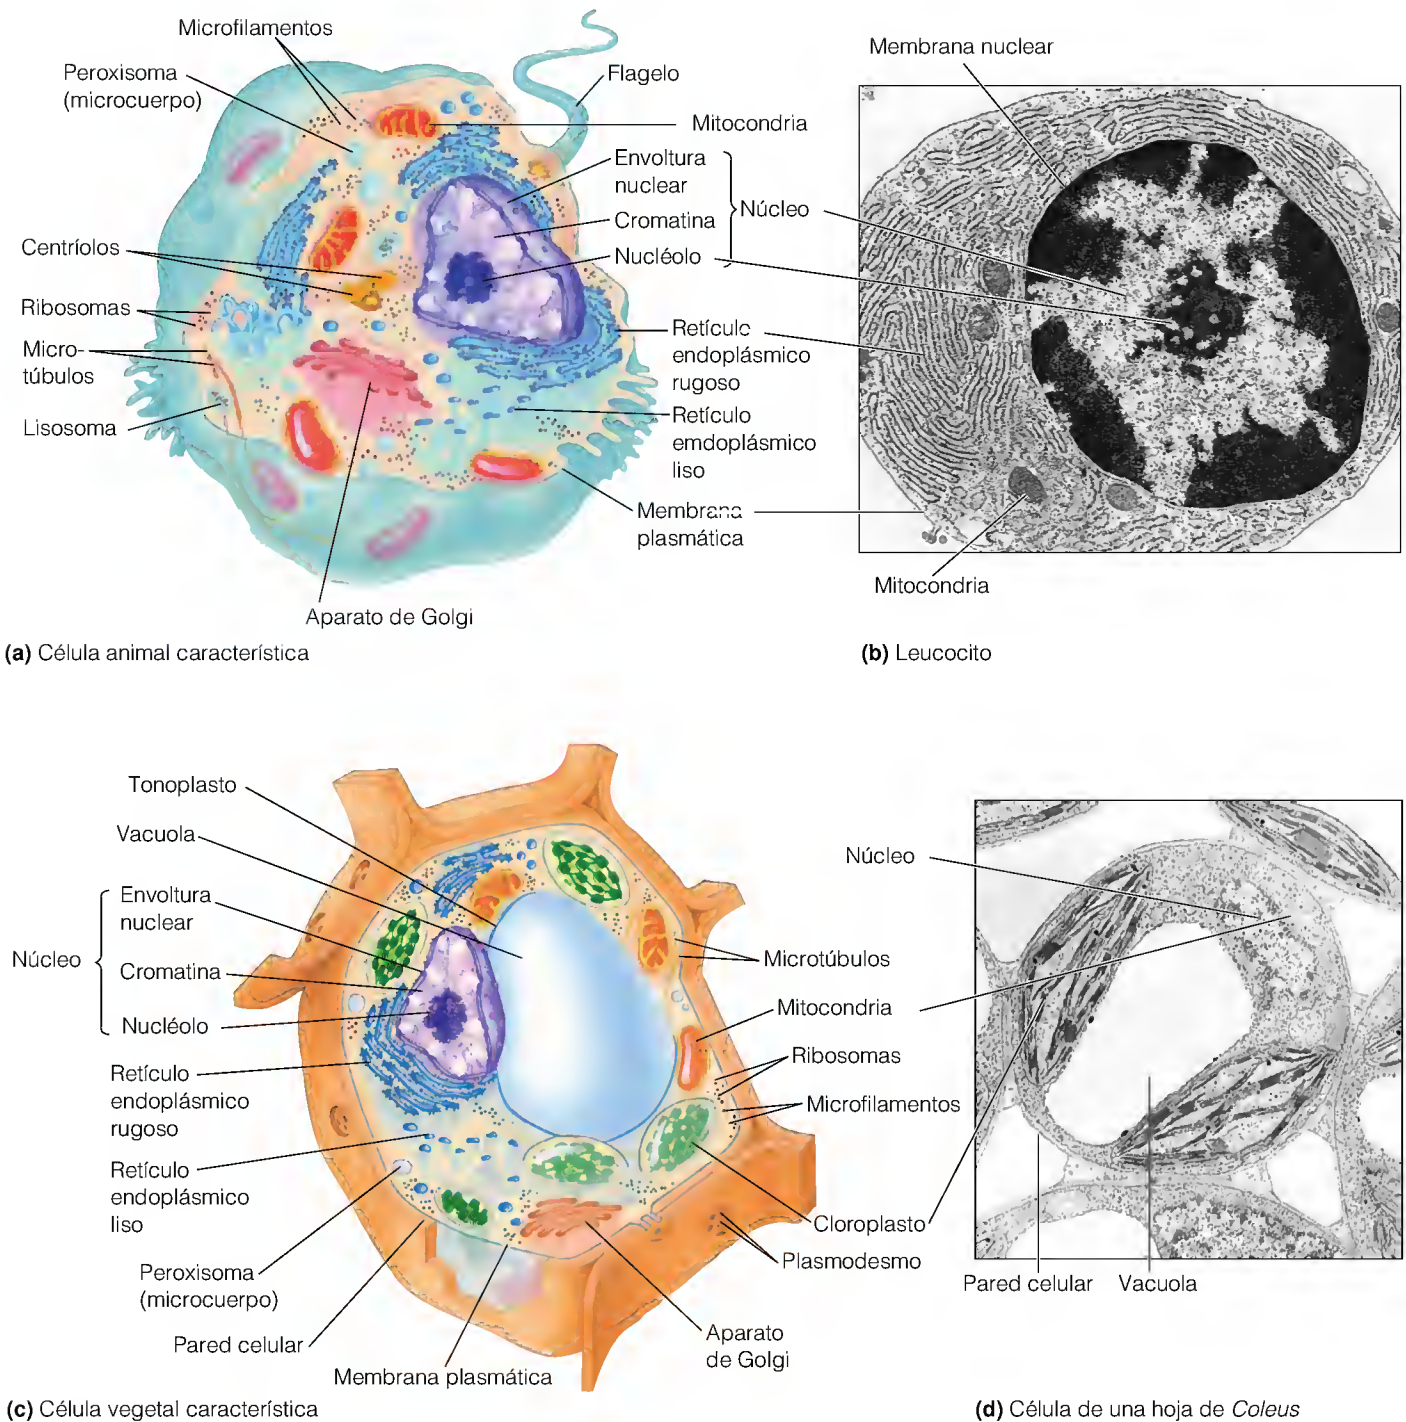 Microfilamentos
Peroxisoma
(microcuerpo)
Flagelo
Mitocondria
Envoltura
nuclear
Cromatina
Nucléolo
Núcleo
Centríolos
Ribosomas
Micro-
túbulos
Lisosoma
Retículc
endoplásmico
rugoso
Retículo
emdoplásmico
liso
Membrana
plasmática
Aparato de Golgi
(a) Célula animal característica
Membrana nuclear
Mitocondria
(b) Leucocito
Tonoplasto
Vacuola
Envoltura
nuclear
Núcleo
Cromatina
Nucléolo
Retículo
endoplásmico
rugoso
Retículo
endoplásmico
liso
Peroxisoma
(microcuerpo)
Pared celular
Membrana plasmática
Microtúbulos
Mitocondria
Ribosomas
Microfilamentos
Cloroplasto
Plasmodesmo
Aparato
de Golgi
(c) Célula vegetal característica
Núcleo
Pared celular
Vacuola
(d) Célula de una hoja de Coleus